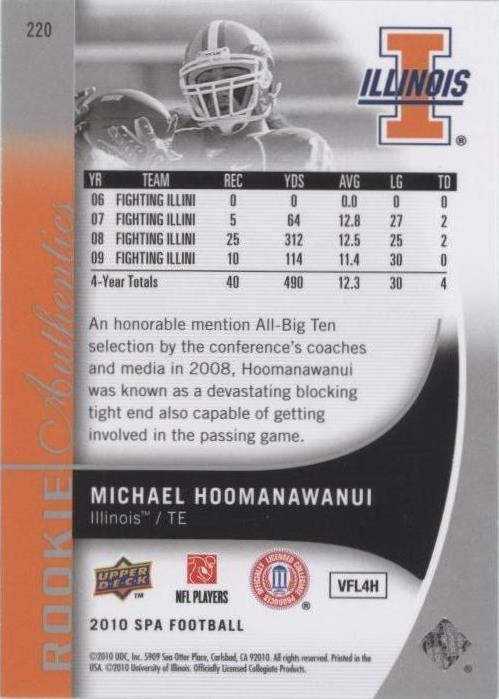 220
ILLINOIS
®
YR TEAM REC YDS AVG LG TD
06 FIGHTING ILLINI 0 0 0.0 0 0
07 FIGHTING ILLINI 5 64 12.8 27 2
08 FIGHTING ILLINI 25 312 12.5 25 2
09 FIGHTING ILLINI 10 114 11.4 30 0
4-Year Totals 40 490 12.3 30 4
An honorable mention All-Big Ten
selection by the conference's coaches
and media in 2008, Hoomanawanui
was known as a devastating blocking
tight end also capable of getting
involved in the passing game.
ROOKIE Authentics
MICHAEL HOOMANAWANUI
Illinois™ / TE
UPPER
DECK
™
NFL PLAYERS
OFFICIALLY LICENSED COLLEGIATE PRODUCTS
®
VFL4H
2010 SPA FOOTBALL
©2010 UDC, Inc. 5909 Sea Otter Place, Carlsbad, CA 92010. All rights reserved. Printed in the
USA. ©2010 University of Illinois. Officially Licensed Collegiate Products.
®